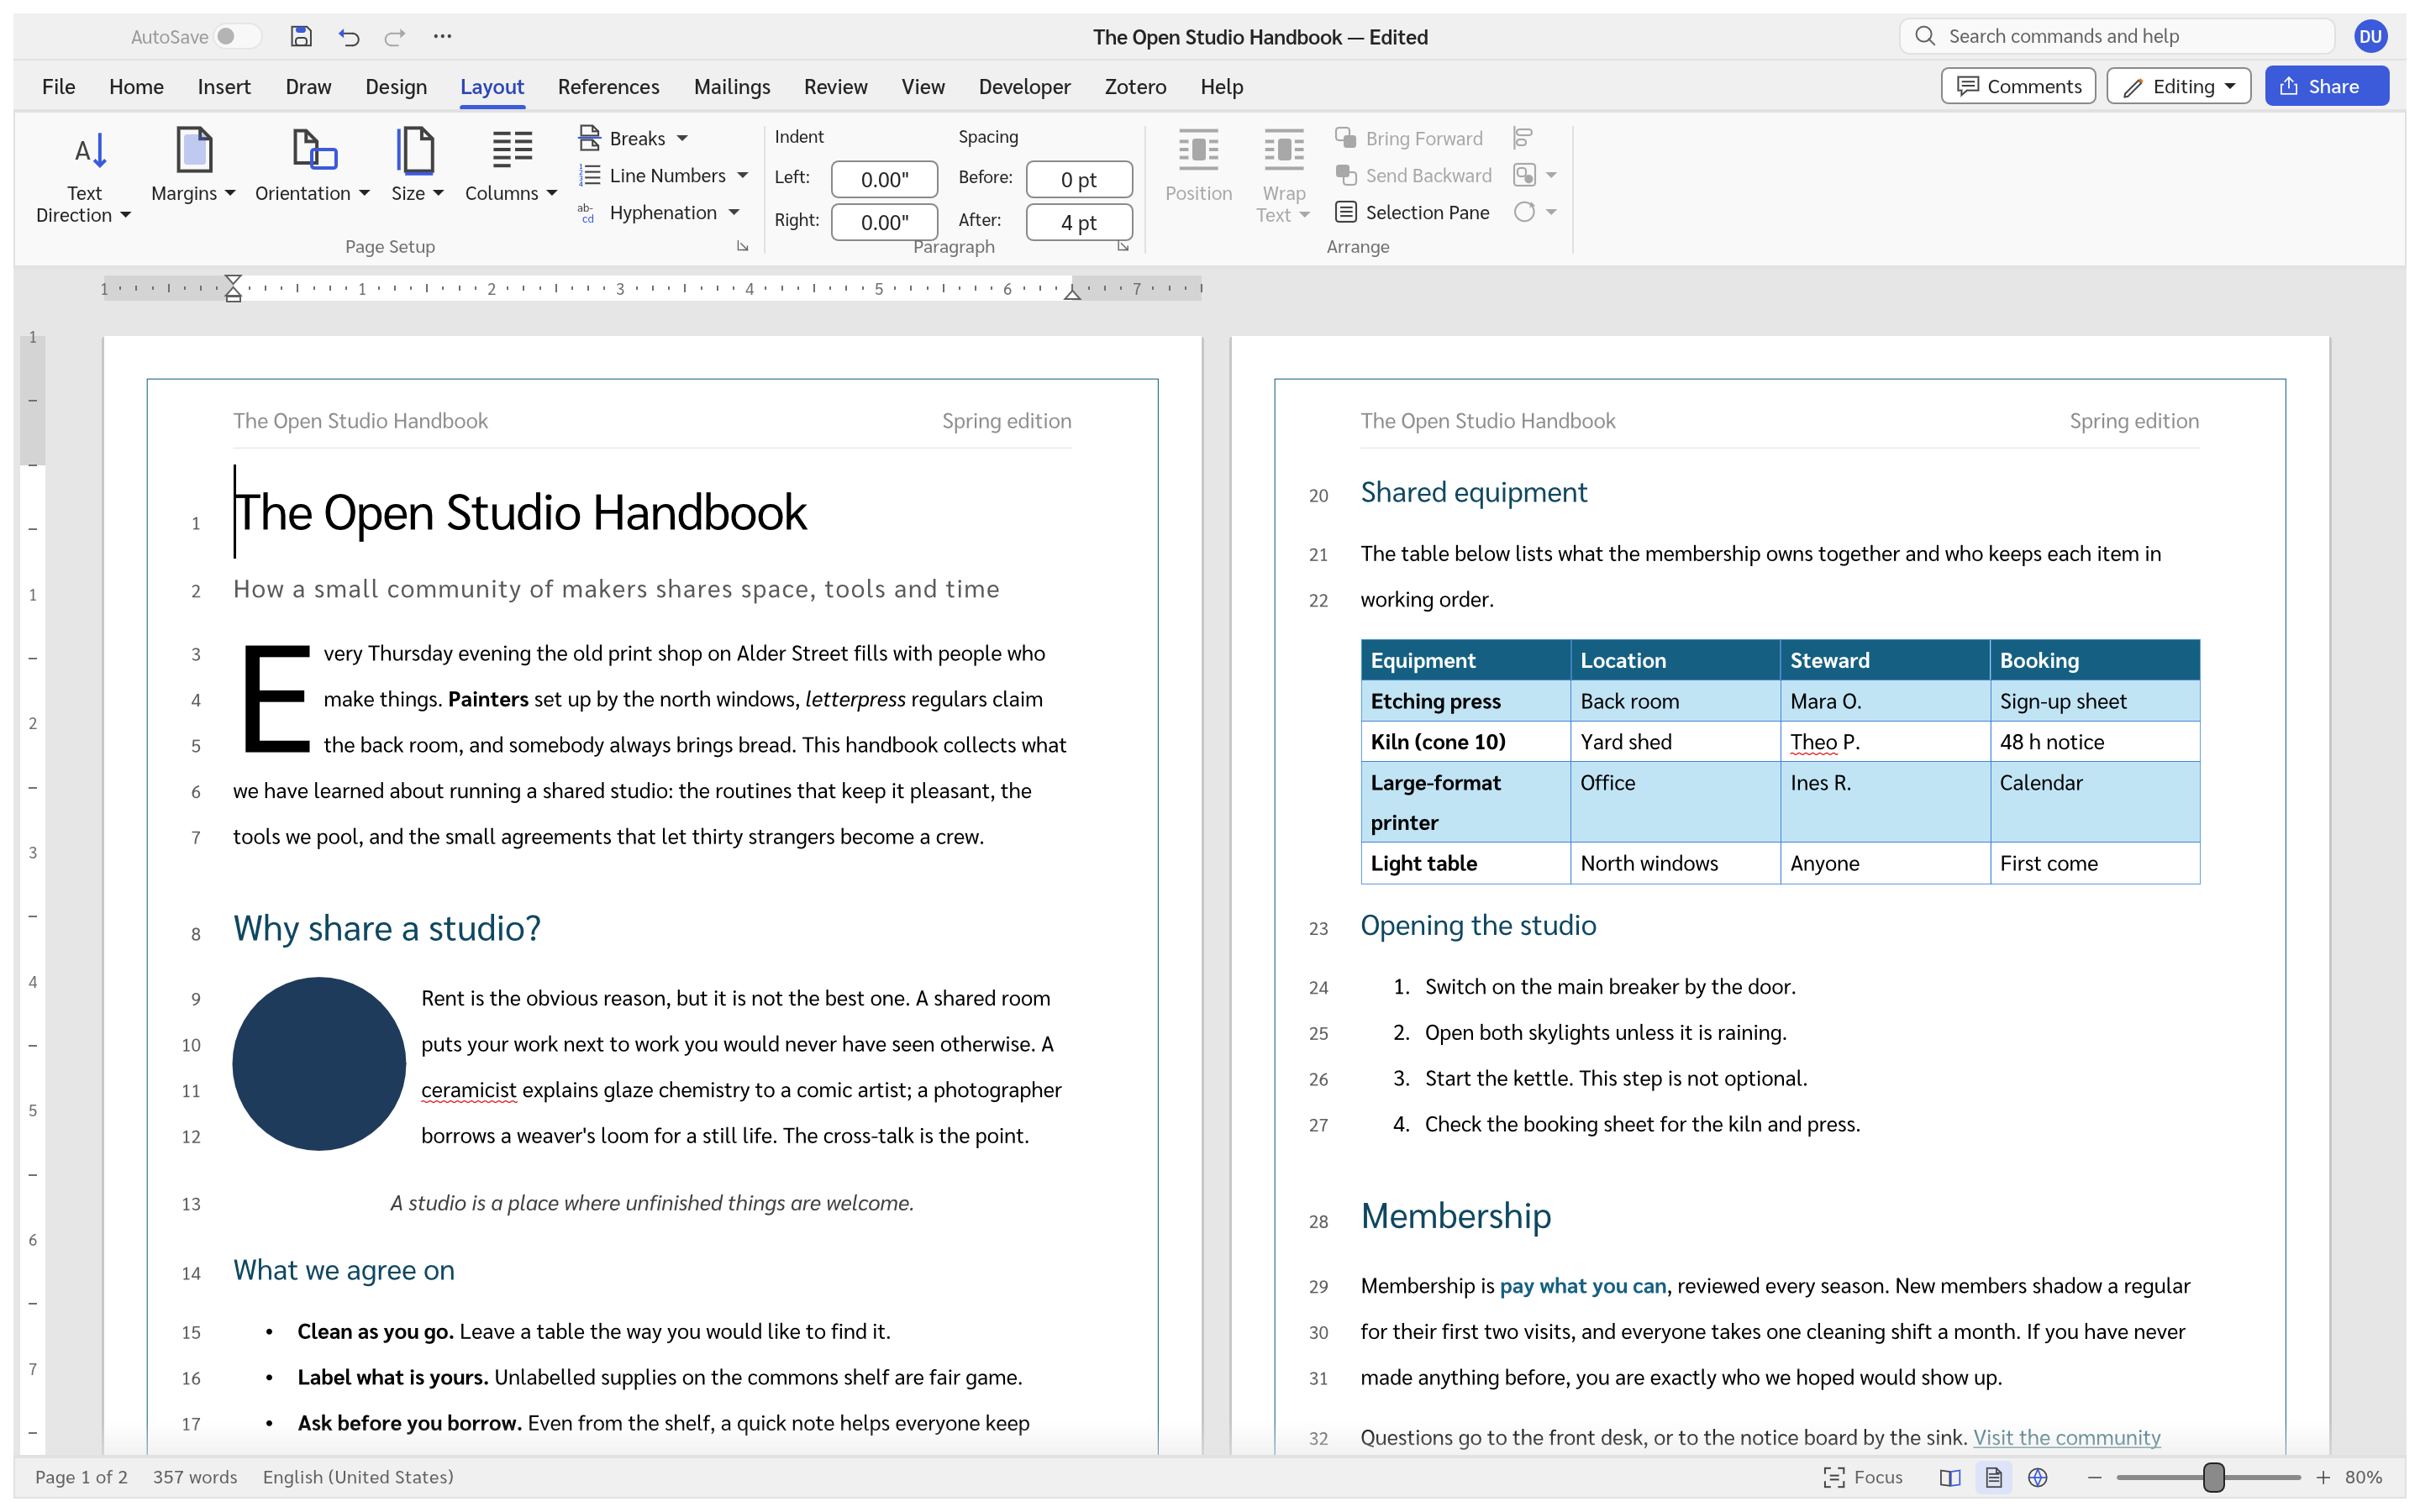 AutoSave
The Open Studio Handbook — Edited
Search commands and help
DU
File Home Insert Draw Design Layout References Mailings Review View Developer Zotero Help
Comments Editing Share
Text Direction
Margins
Orientation
Size
Columns
Breaks
Line Numbers
Hyphenation
Page Setup
Indent
Left: 0.00"
Right: 0.00"
Spacing
Before: 0 pt
After: 4 pt
Paragraph
Position
Wrap Text
Bring Forward
Send Backward
Selection Pane
Arrange
1 1 2 3 4 5 6 7
1
1
2
3
4
5
6
7
The Open Studio Handbook Spring edition
1 The Open Studio Handbook
2 How a small community of makers shares space, tools and time
3 Every Thursday evening the old print shop on Alder Street fills with people who
4 make things. Painters set up by the north windows, letterpress regulars claim
5 the back room, and somebody always brings bread. This handbook collects what
6 we have learned about running a shared studio: the routines that keep it pleasant, the
7 tools we pool, and the small agreements that let thirty strangers become a crew.
8 Why share a studio?
9 Rent is the obvious reason, but it is not the best one. A shared room
10 puts your work next to work you would never have seen otherwise. A
11 ceramicist explains glaze chemistry to a comic artist; a photographer
12 borrows a weaver's loom for a still life. The cross-talk is the point.
13 A studio is a place where unfinished things are welcome.
14 What we agree on
15 • Clean as you go. Leave a table the way you would like to find it.
16 • Label what is yours. Unlabelled supplies on the commons shelf are fair game.
17 • Ask before you borrow. Even from the shelf, a quick note helps everyone keep
The Open Studio Handbook Spring edition
20 Shared equipment
21 The table below lists what the membership owns together and who keeps each item in
22 working order.
Equipment Location Steward Booking
Etching press Back room Mara O. Sign-up sheet
Kiln (cone 10) Yard shed Theo P. 48 h notice
Large-format printer Office Ines R. Calendar
Light table North windows Anyone First come
23 Opening the studio
24 1. Switch on the main breaker by the door.
25 2. Open both skylights unless it is raining.
26 3. Start the kettle. This step is not optional.
27 4. Check the booking sheet for the kiln and press.
28 Membership
29 Membership is pay what you can, reviewed every season. New members shadow a regular
30 for their first two visits, and everyone takes one cleaning shift a month. If you have never
31 made anything before, you are exactly who we hoped would show up.
32 Questions go to the front desk, or to the notice board by the sink. Visit the community
Page 1 of 2 357 words English (United States)
Focus 80%